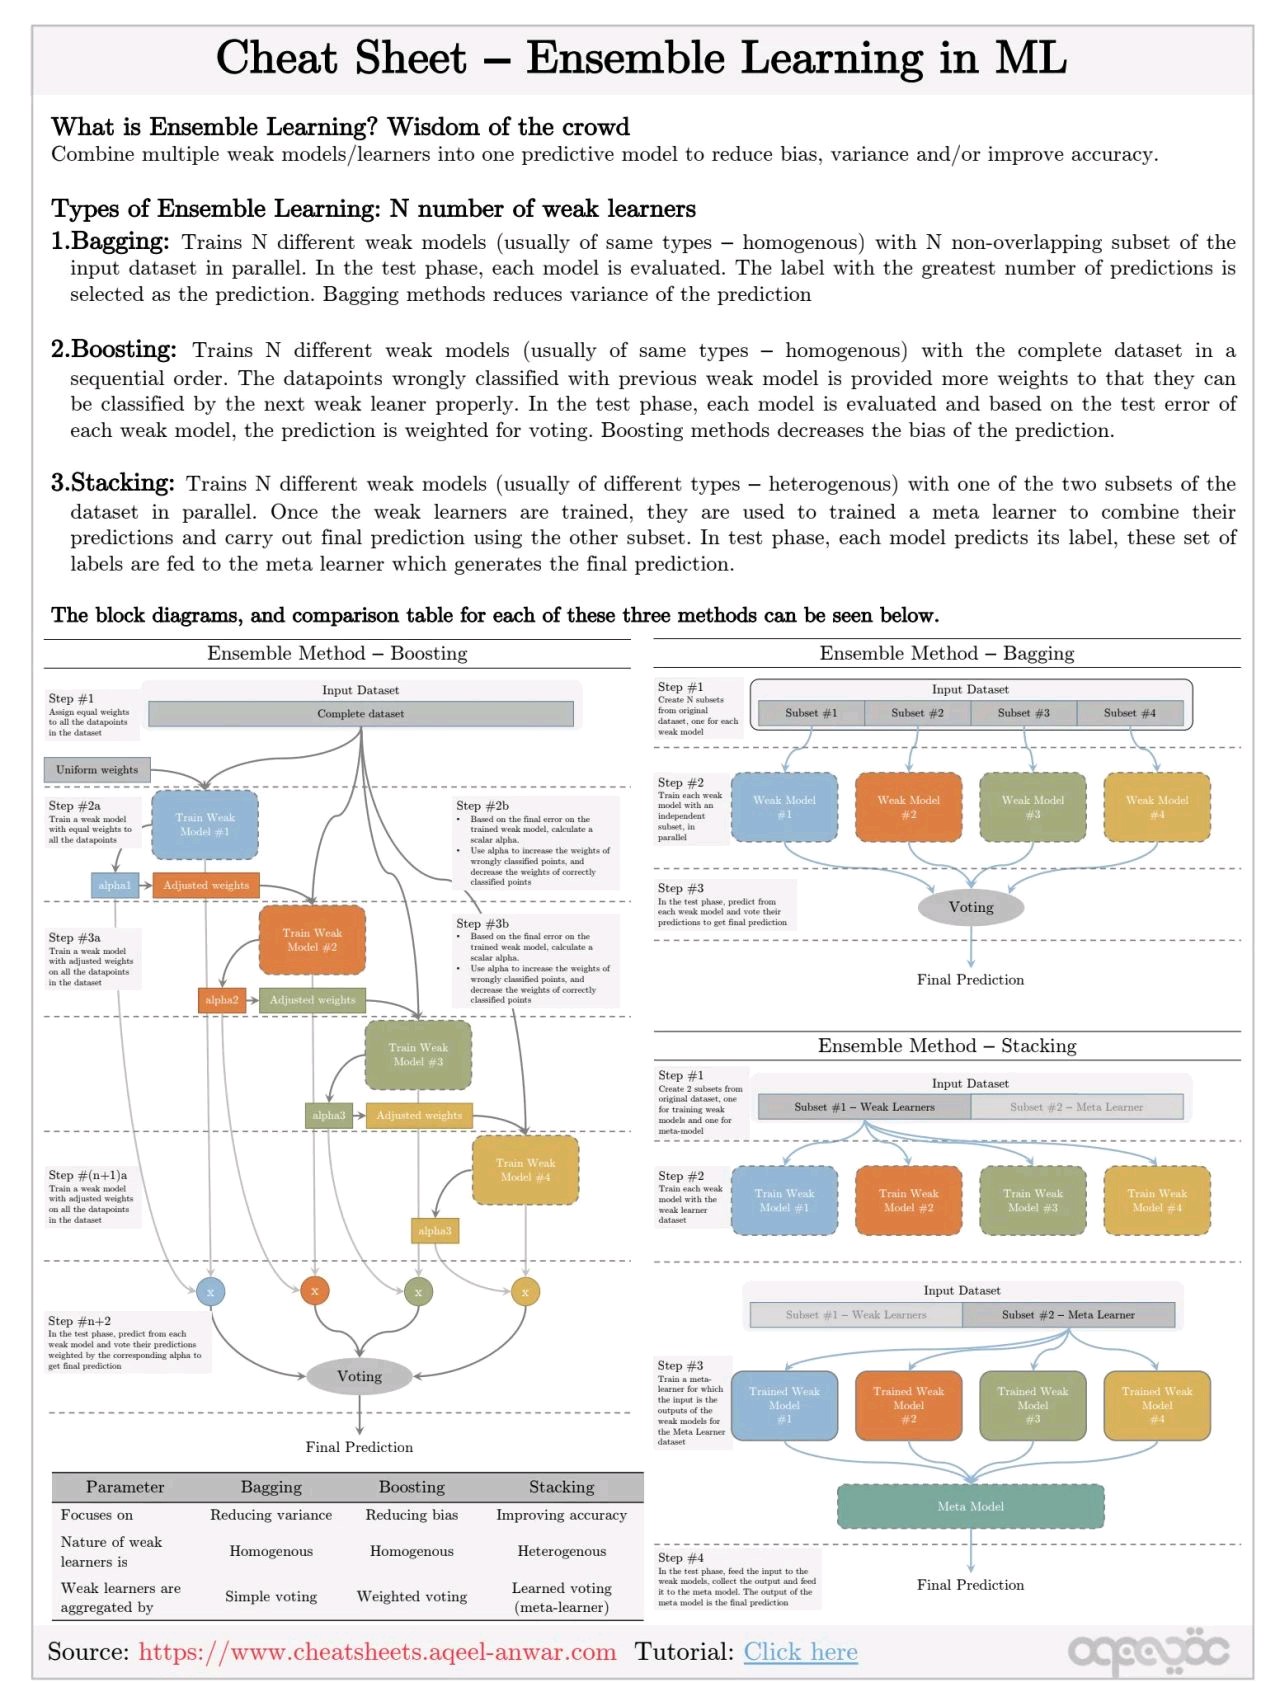 Cheat Sheet – Ensemble Learning in ML
What is Ensemble Learning? Wisdom of the crowd
Combine multiple weak models/learners into one predictive model to reduce bias, variance and/or improve accuracy.
Types of Ensemble Learning: N number of weak learners
1.Bagging: Trains N different weak models (usually of same types – homogenous) with N non-overlapping subset of the
input dataset in parallel. In the test phase, each model is evaluated. The label with the greatest number of predictions is
selected as the prediction. Bagging methods reduces variance of the prediction
2.Boosting: Trains N different weak models (usually of same types – homogenous) with the complete dataset in a
sequential order. The datapoints wrongly classified with previous weak model is provided more weights to that they can
be classified by the next weak leaner properly. In the test phase, each model is evaluated and based on the test error of
each weak model, the prediction is weighted for voting. Boosting methods decreases the bias of the prediction.
3.Stacking: Trains N different weak models (usually of different types – heterogenous) with one of the two subsets of the
dataset in parallel. Once the weak learners are trained, they are used to trained a meta learner to combine their
predictions and carry out final prediction using the other subset. In test phase, each model predicts its label, these set of
labels are fed to the meta learner which generates the final prediction.
The block diagrams, and comparison table for each of these three methods can be seen below.
Ensemble Method – Boosting
Step #1
Assign equal weights
to all the datapoints
in the dataset
Input Dataset
Complete dataset
Uniform weights
Step #2a
Train a weak model
with equal weights to
all the datapoints
Train Weak
Model #1
Step #2b
• Based on the final error on the
trained weak model, calculate a
scalar alpha.
• Use alpha to increase the weights of
wrongly classified points, and
decrease the weights of correctly
classified points
alpha1
Adjusted weights
Step #3a
Train a weak model
with adjusted weights
on all the datapoints
in the dataset
Train Weak
Model #2
Step #3b
• Based on the final error on the
trained weak model, calculate a
scalar alpha.
• Use alpha to increase the weights of
wrongly classified points, and
decrease the weights of correctly
classified points
alpha2
Adjusted weights
Train Weak
Model #3
alpha3
Adjusted weights
Step #(n+1)a
Train a weak model
with adjusted weights
on all the datapoints
in the dataset
Train Weak
Model #4
alpha3
x x x x
Step #n+2
In the test phase, predict from each
weak model and vote their predictions
weighted by the corresponding alpha to
get final prediction
Voting
Final Prediction
Ensemble Method – Bagging
Step #1
Create N subsets
from original
dataset, one for each
weak model
Input Dataset
Subset #1 Subset #2 Subset #3 Subset #4
Step #2
Train each weak
model with an
independent
subset, in
parallel
Weak Model
#1
Weak Model
#2
Weak Model
#3
Weak Model
#4
Step #3
In the test phase, predict from
each weak model and vote their
predictions to get final prediction
Voting
Final Prediction
Ensemble Method – Stacking
Step #1
Create 2 subsets from
original dataset, one
for training weak
models and one for
meta-model
Input Dataset
Subset #1 – Weak Learners Subset #2 – Meta Learner
Step #2
Train each weak
model with the
weak learner
dataset
Train Weak
Model #1
Train Weak
Model #2
Train Weak
Model #3
Train Weak
Model #4
Input Dataset
Subset #1 – Weak Learners Subset #2 – Meta Learner
Step #3
Train a meta-
learner for which
the input is the
outputs of the
weak models for
the Meta Learner
dataset
Trained Weak
Model
#1
Trained Weak
Model
#2
Trained Weak
Model
#3
Trained Weak
Model
#4
Meta Model
Step #4
In the test phase, feed the input to the
weak models, collect the output and feed
it to the meta model. The output of the
meta model is the final prediction
Final Prediction
Parameter Bagging Boosting Stacking
Focuses on Reducing variance Reducing bias Improving accuracy
Nature of weak
learners is Homogenous Homogenous Heterogenous
Weak learners are
aggregated by Simple voting Weighted voting Learned voting
(meta-learner)
Source: https://www.cheatsheets.aqeel-anwar.com Tutorial: Click here